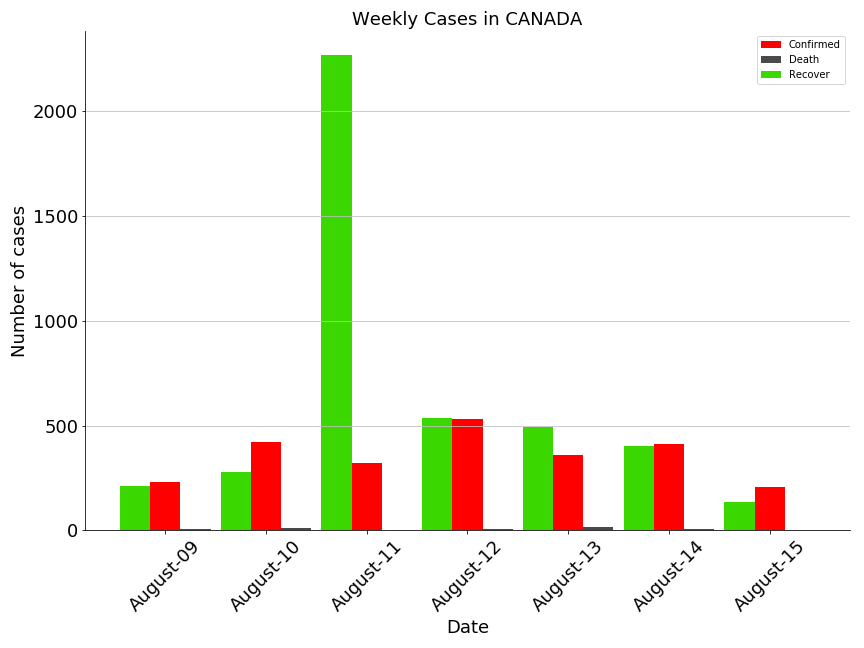 Weekly Cases in CANADA
Confirmed
Death
Recover
Number of cases
2000
1500
1000
500
0
August-09
August-10
August-11
August-12
August-13
August-14
August-15
Date